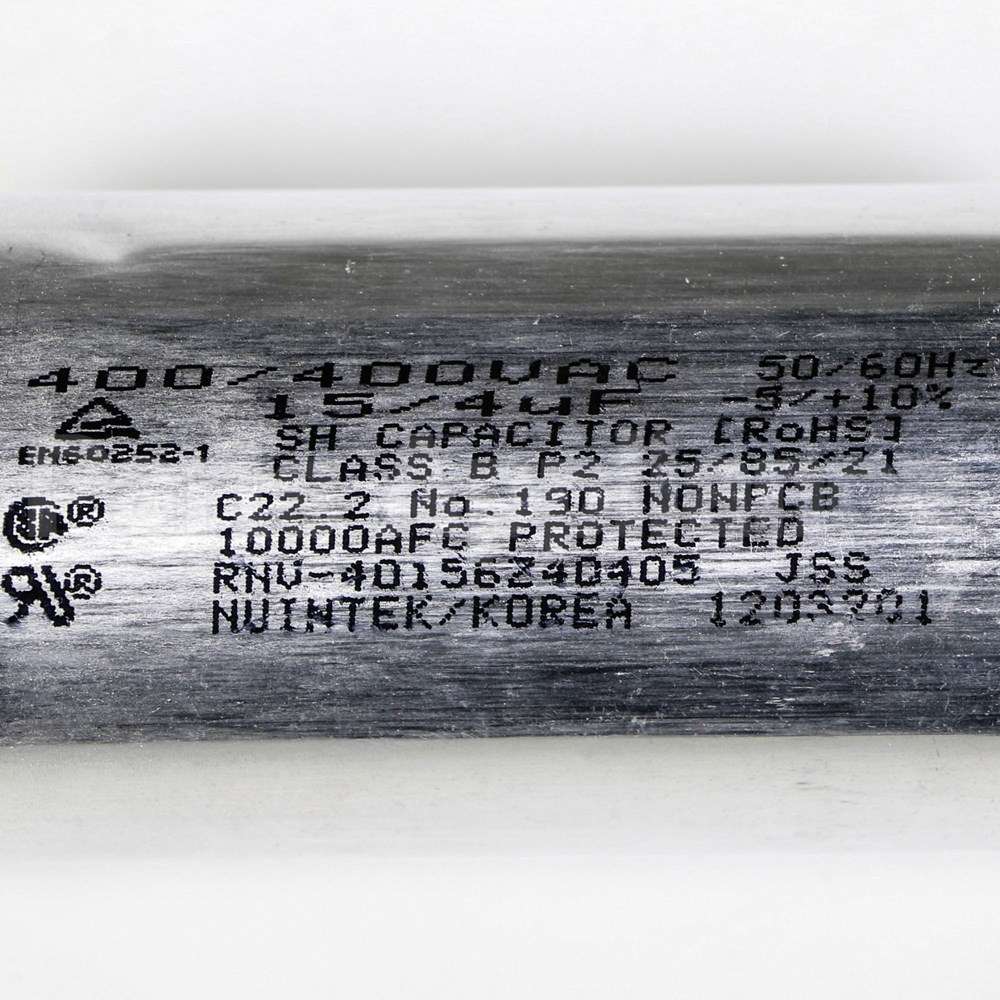 400/400VAC 50/60Hz
15/4uF -5/+10%
EN60252-1
SH CAPACITOR [RoHS]
CLASS B P2 25/85/21
C22.2 No.190 NONPCB
10000AFC PROTECTED
RNV-40156240405 JSS
NUINTEK/KOREA